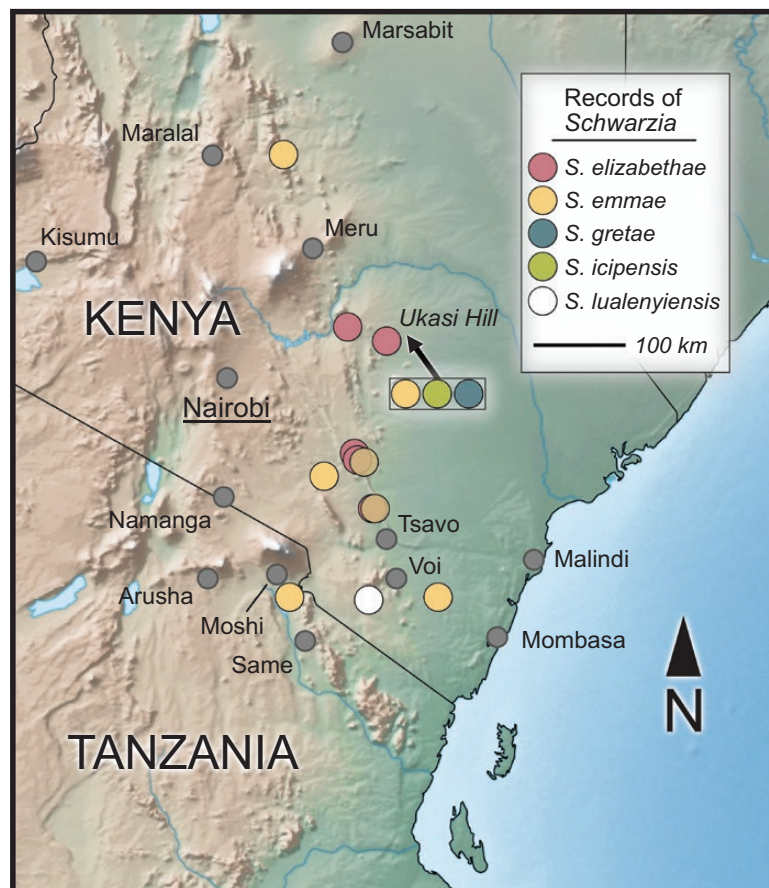 Marsabit
Records of
Schwarzia
Maralal
S. elizabethae
S. emmae
Meru
S. gretae
Kisumu
S. icipensis
S. lualenyiensis
KENYA
Ukasi Hill
100 km
Nairobi
Namanga
Tsavo
Malindi
Voi
Arusha
Moshi
Mombasa
Same
N
TANZANIA